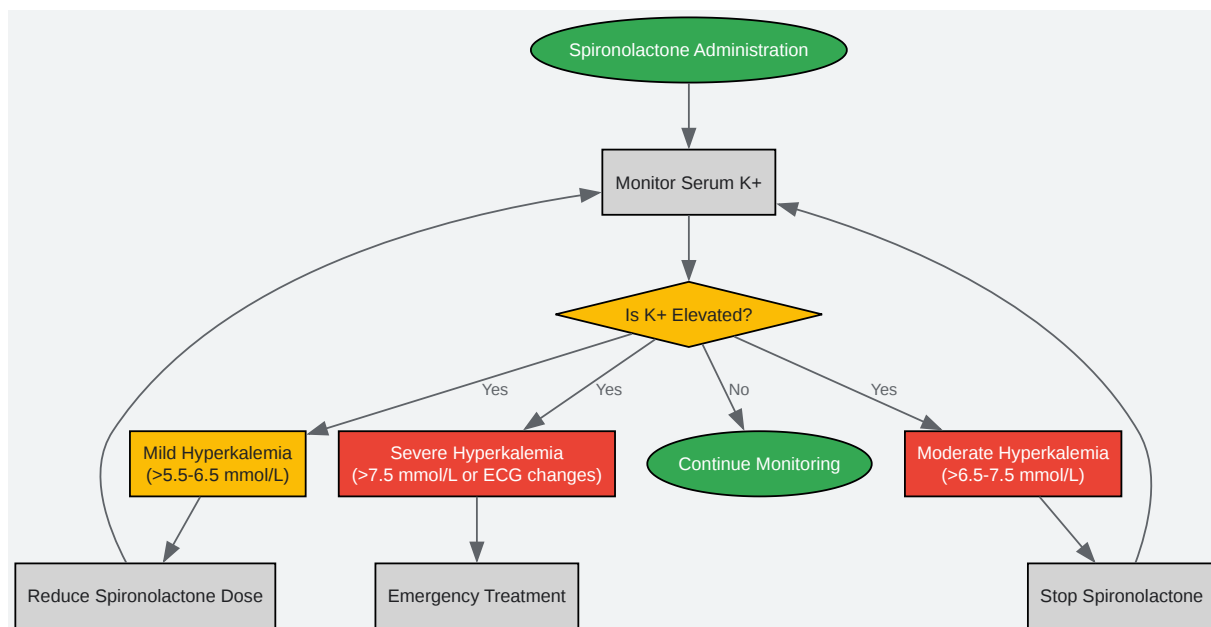 Spironolactone Administration
Monitor Serum K+
Is K+ Elevated?
Yes
Yes
No
Yes
Mild Hyperkalemia
(>5.5-6.5 mmol/L)
Severe Hyperkalemia
(>7.5 mmol/L or ECG changes)
Continue Monitoring
Moderate Hyperkalemia
(>6.5-7.5 mmol/L)
Reduce Spironolactone Dose
Emergency Treatment
Stop Spironolactone